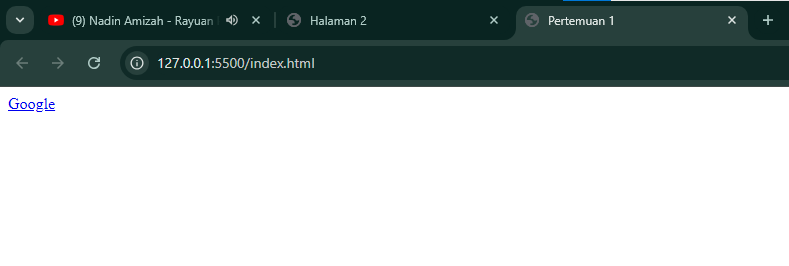 (9) Nadin Amizah - Rayuan
Halaman 2
Pertemuan 1
127.0.0.1:5500/index.html
Google